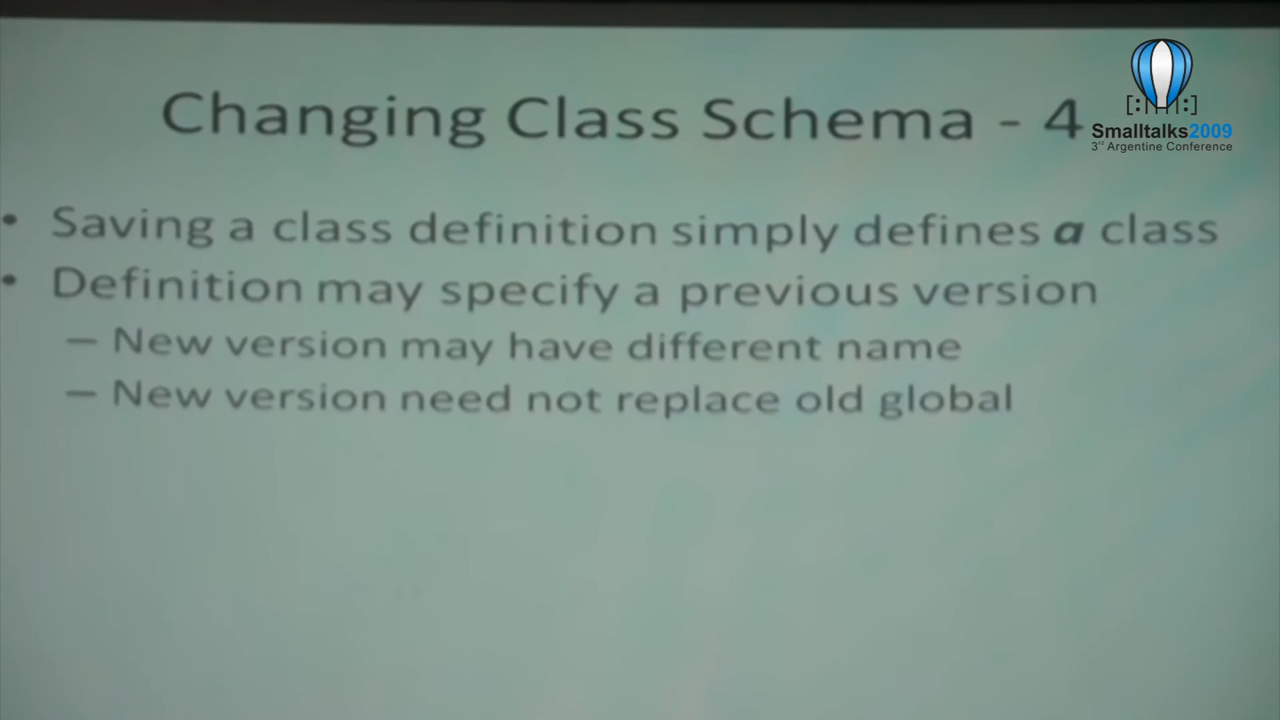 Changing Class Schema - 4
[:|||:]
Smalltalks2009
3rd Argentine Conference
• Saving a class definition simply defines a class
• Definition may specify a previous version
– New version may have different name
– New version need not replace old global